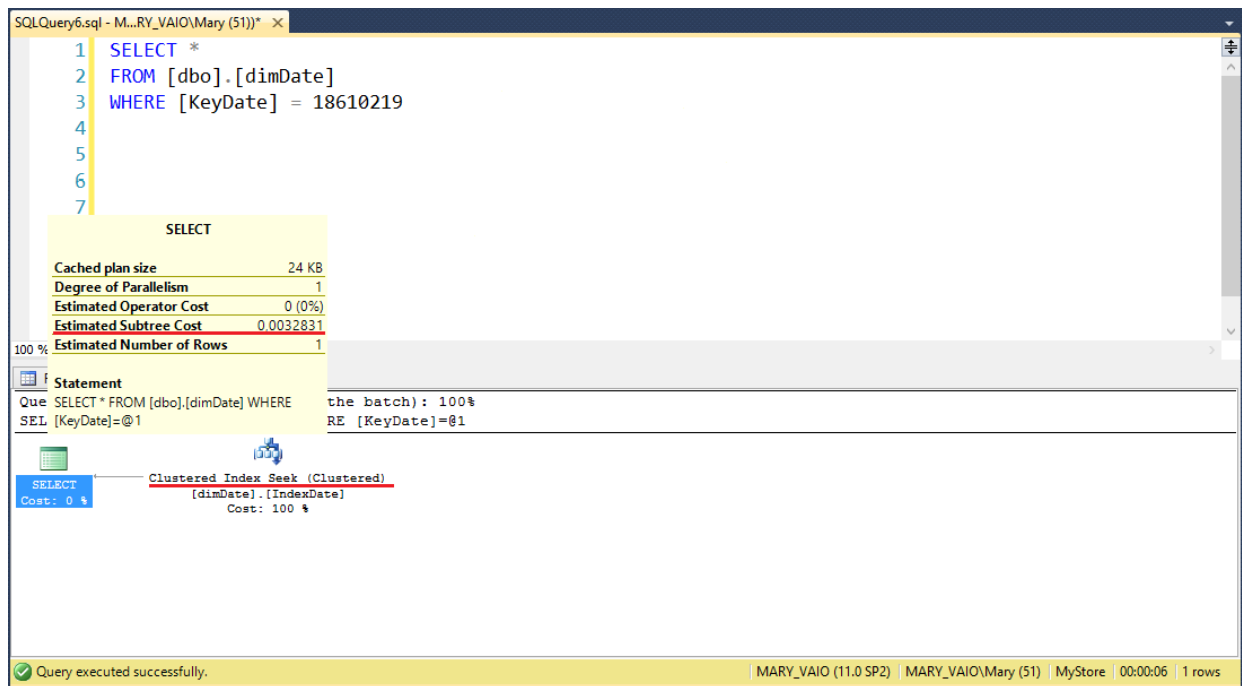 SQLQuery6.sql - M...RY_VAIO\Mary (51))* ×
1 SELECT *
2 FROM [dbo].[dimDate]
3 WHERE [KeyDate] = 18610219
4
5
6
7
SELECT
Cached plan size 24 KB
Degree of Parallelism 1
Estimated Operator Cost 0 (0%)
Estimated Subtree Cost 0,0032831
100 % Estimated Number of Rows 1
Statement
Que SELECT * FROM [dbo].[dimDate] WHERE the batch): 100%
SEL [KeyDate]=@1 RE [KeyDate]=@1
SELECT
Cost: 0 %
Clustered Index Seek (Clustered)
[dimDate].[IndexDate]
Cost: 100 %
Query executed successfully. MARY_VAIO (11.0 SP2) MARY_VAIO\Mary (51) MyStore 00:00:06 1 rows